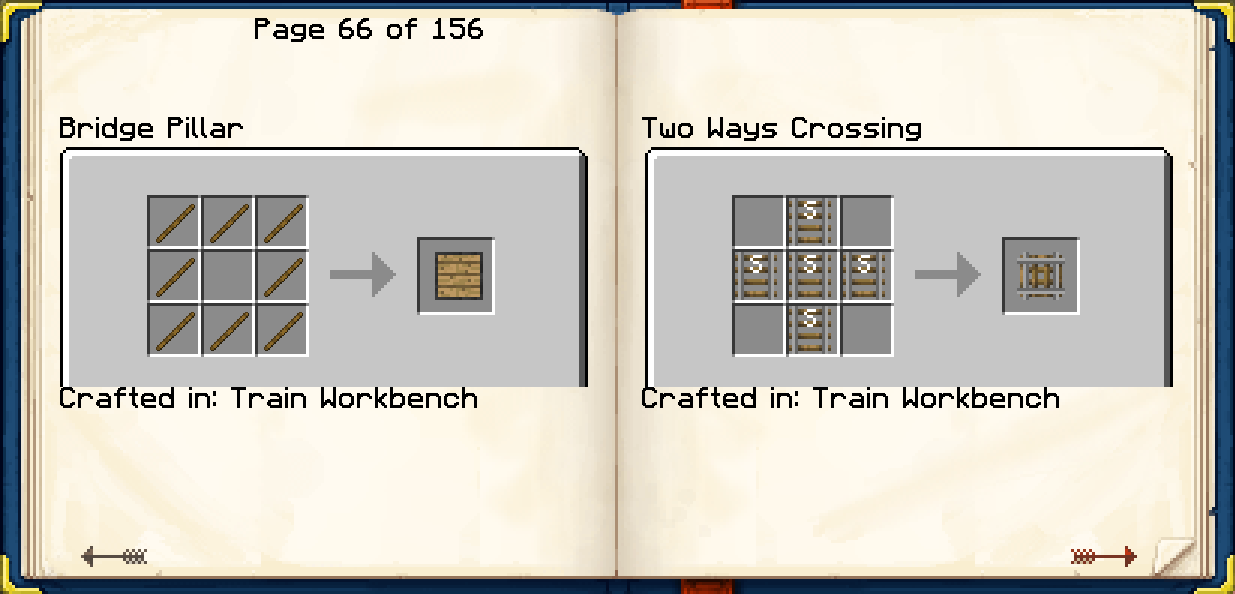 Page 66 of 156
Bridge Pillar
Crafted in: Train Workbench
Two Ways Crossing
S
S S S
S
Crafted in: Train Workbench